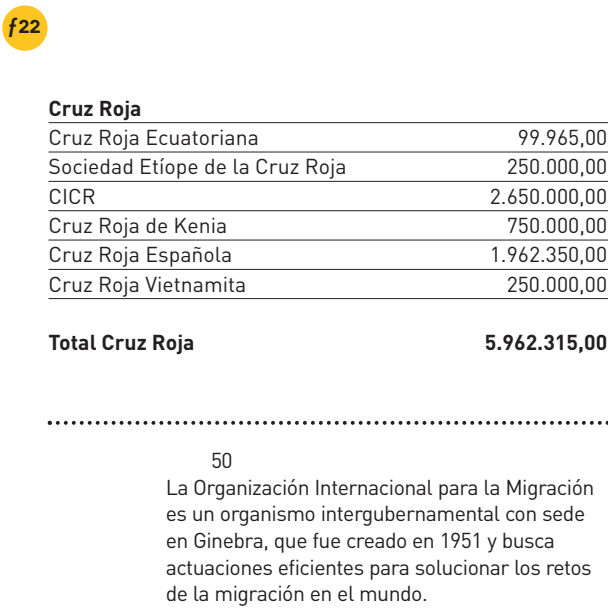 f22
Cruz Roja
Cruz Roja Ecuatoriana 99.965,00
Sociedad Etíope de la Cruz Roja 250.000,00
CICR 2.650.000,00
Cruz Roja de Kenia 750.000,00
Cruz Roja Española 1.962.350,00
Cruz Roja Vietnamita 250.000,00
Total Cruz Roja 5.962.315,00
50
La Organización Internacional para la Migración
es un organismo intergubernamental con sede
en Ginebra, que fue creado en 1951 y busca
actuaciones eficientes para solucionar los retos
de la migración en el mundo.